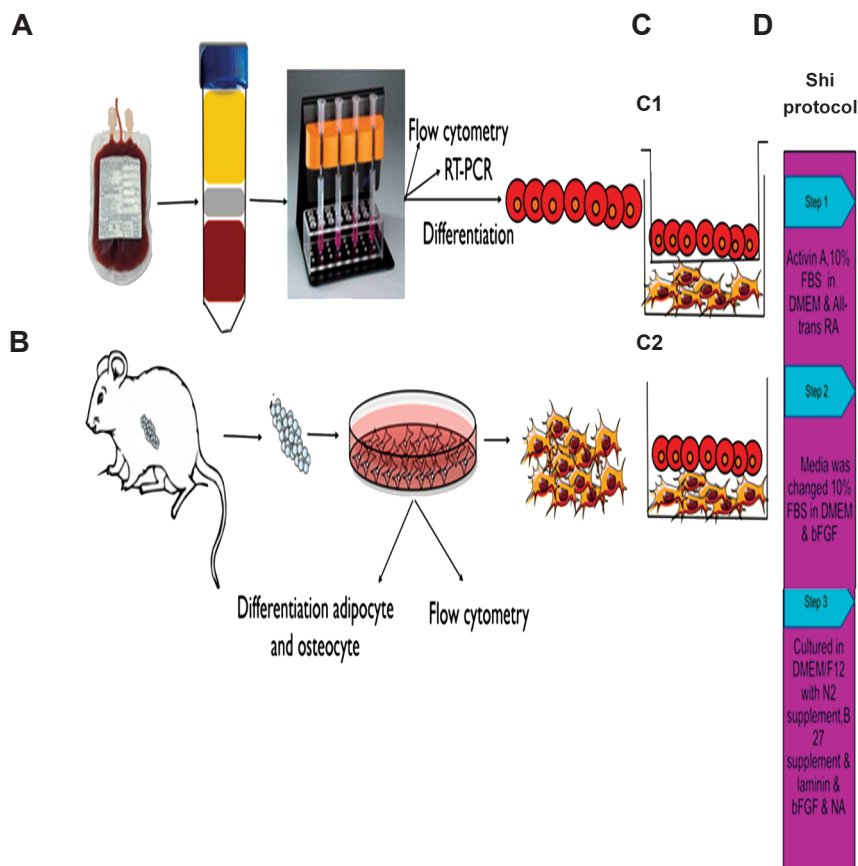 A
C
D
Shi
protocol
C1
Flow cytometry
RT-PCR
Differentiation
Step 1
Activin A,10%
FBS in
DMEM & All-
trans RA
B
C2
Step 2
Media was
changed 10%
FBS in DMEM
& bFGF
Differentiation adipocyte
and osteocyte
Flow cytometry
Step 3
Cultured in
DMEM/F12
with N2
supplement,B
27
supplement &
laminin &
bFGF & NA